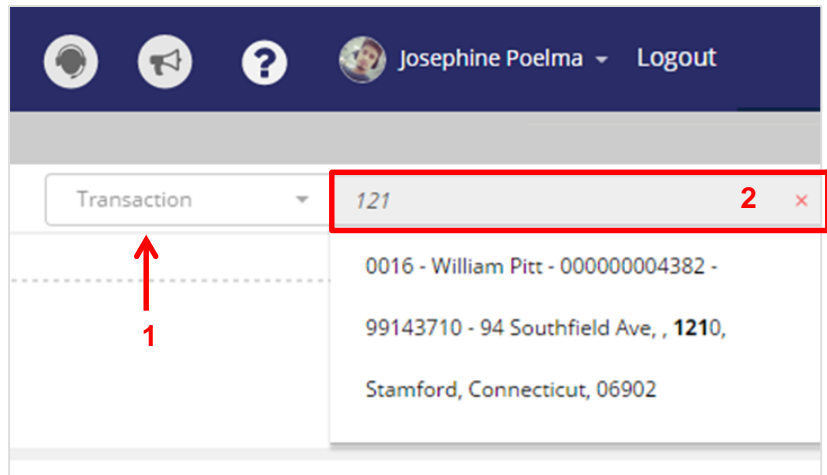 Josephine Poelma Logout
Transaction 121 2 ×
0016 - William Pitt - 000000004382 -
99143710 - 94 Southfield Ave, , 1210,
1
Stamford, Connecticut, 06902